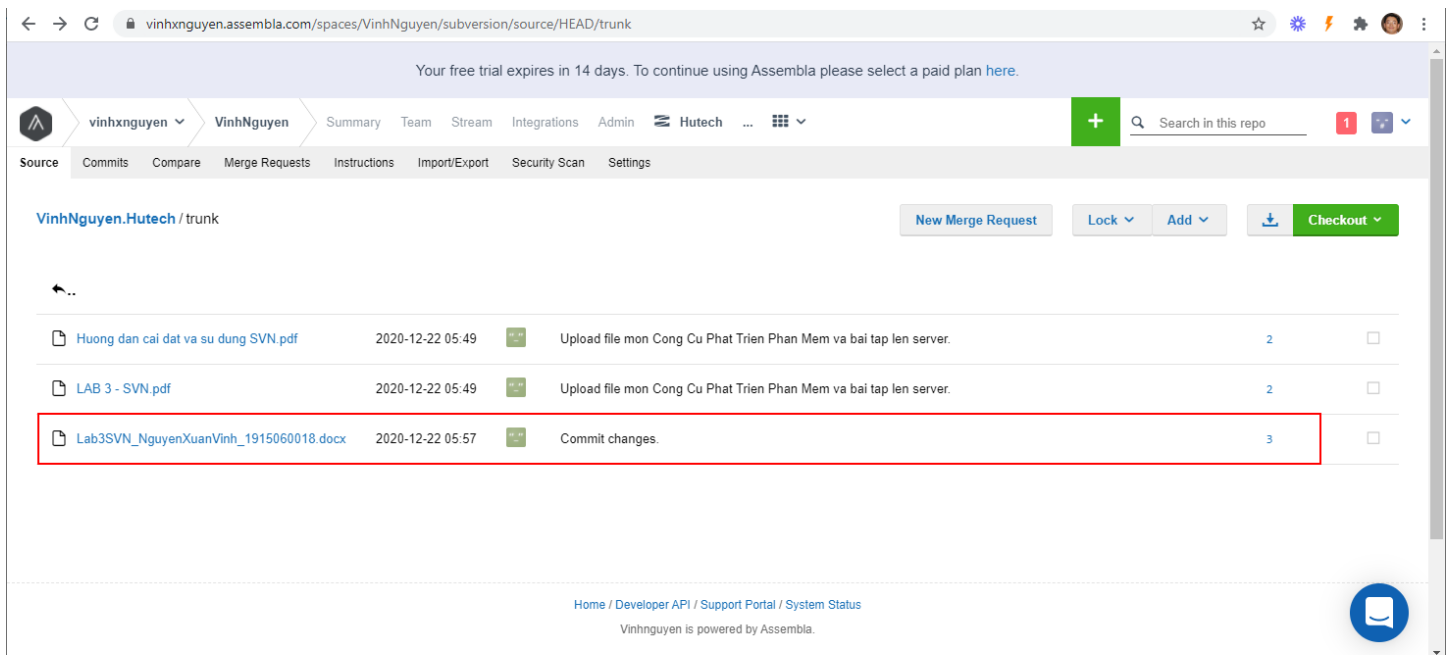 vinhxnguyen.assembla.com/spaces/VinhNguyen/subversion/source/HEAD/trunk
Your free trial expires in 14 days. To continue using Assembla please select a paid plan here.
vinhxnguyen VinhNguyen Summary Team Stream Integrations Admin Hutech ... + Search in this repo 1
Source Commits Compare Merge Requests Instructions Import/Export Security Scan Settings
VinhNguyen.Hutech / trunk New Merge Request Lock Add Checkout
..
Huong dan cai dat va su dung SVN.pdf 2020-12-22 05:49 Upload file mon Cong Cu Phat Trien Phan Mem va bai tap len server. 2
LAB 3 - SVN.pdf 2020-12-22 05:49 Upload file mon Cong Cu Phat Trien Phan Mem va bai tap len server. 2
Lab3SVN_NguyenXuanVinh_1915060018.docx 2020-12-22 05:57 Commit changes. 3
Home / Developer API / Support Portal / System Status
Vinhnguyen is powered by Assembla.